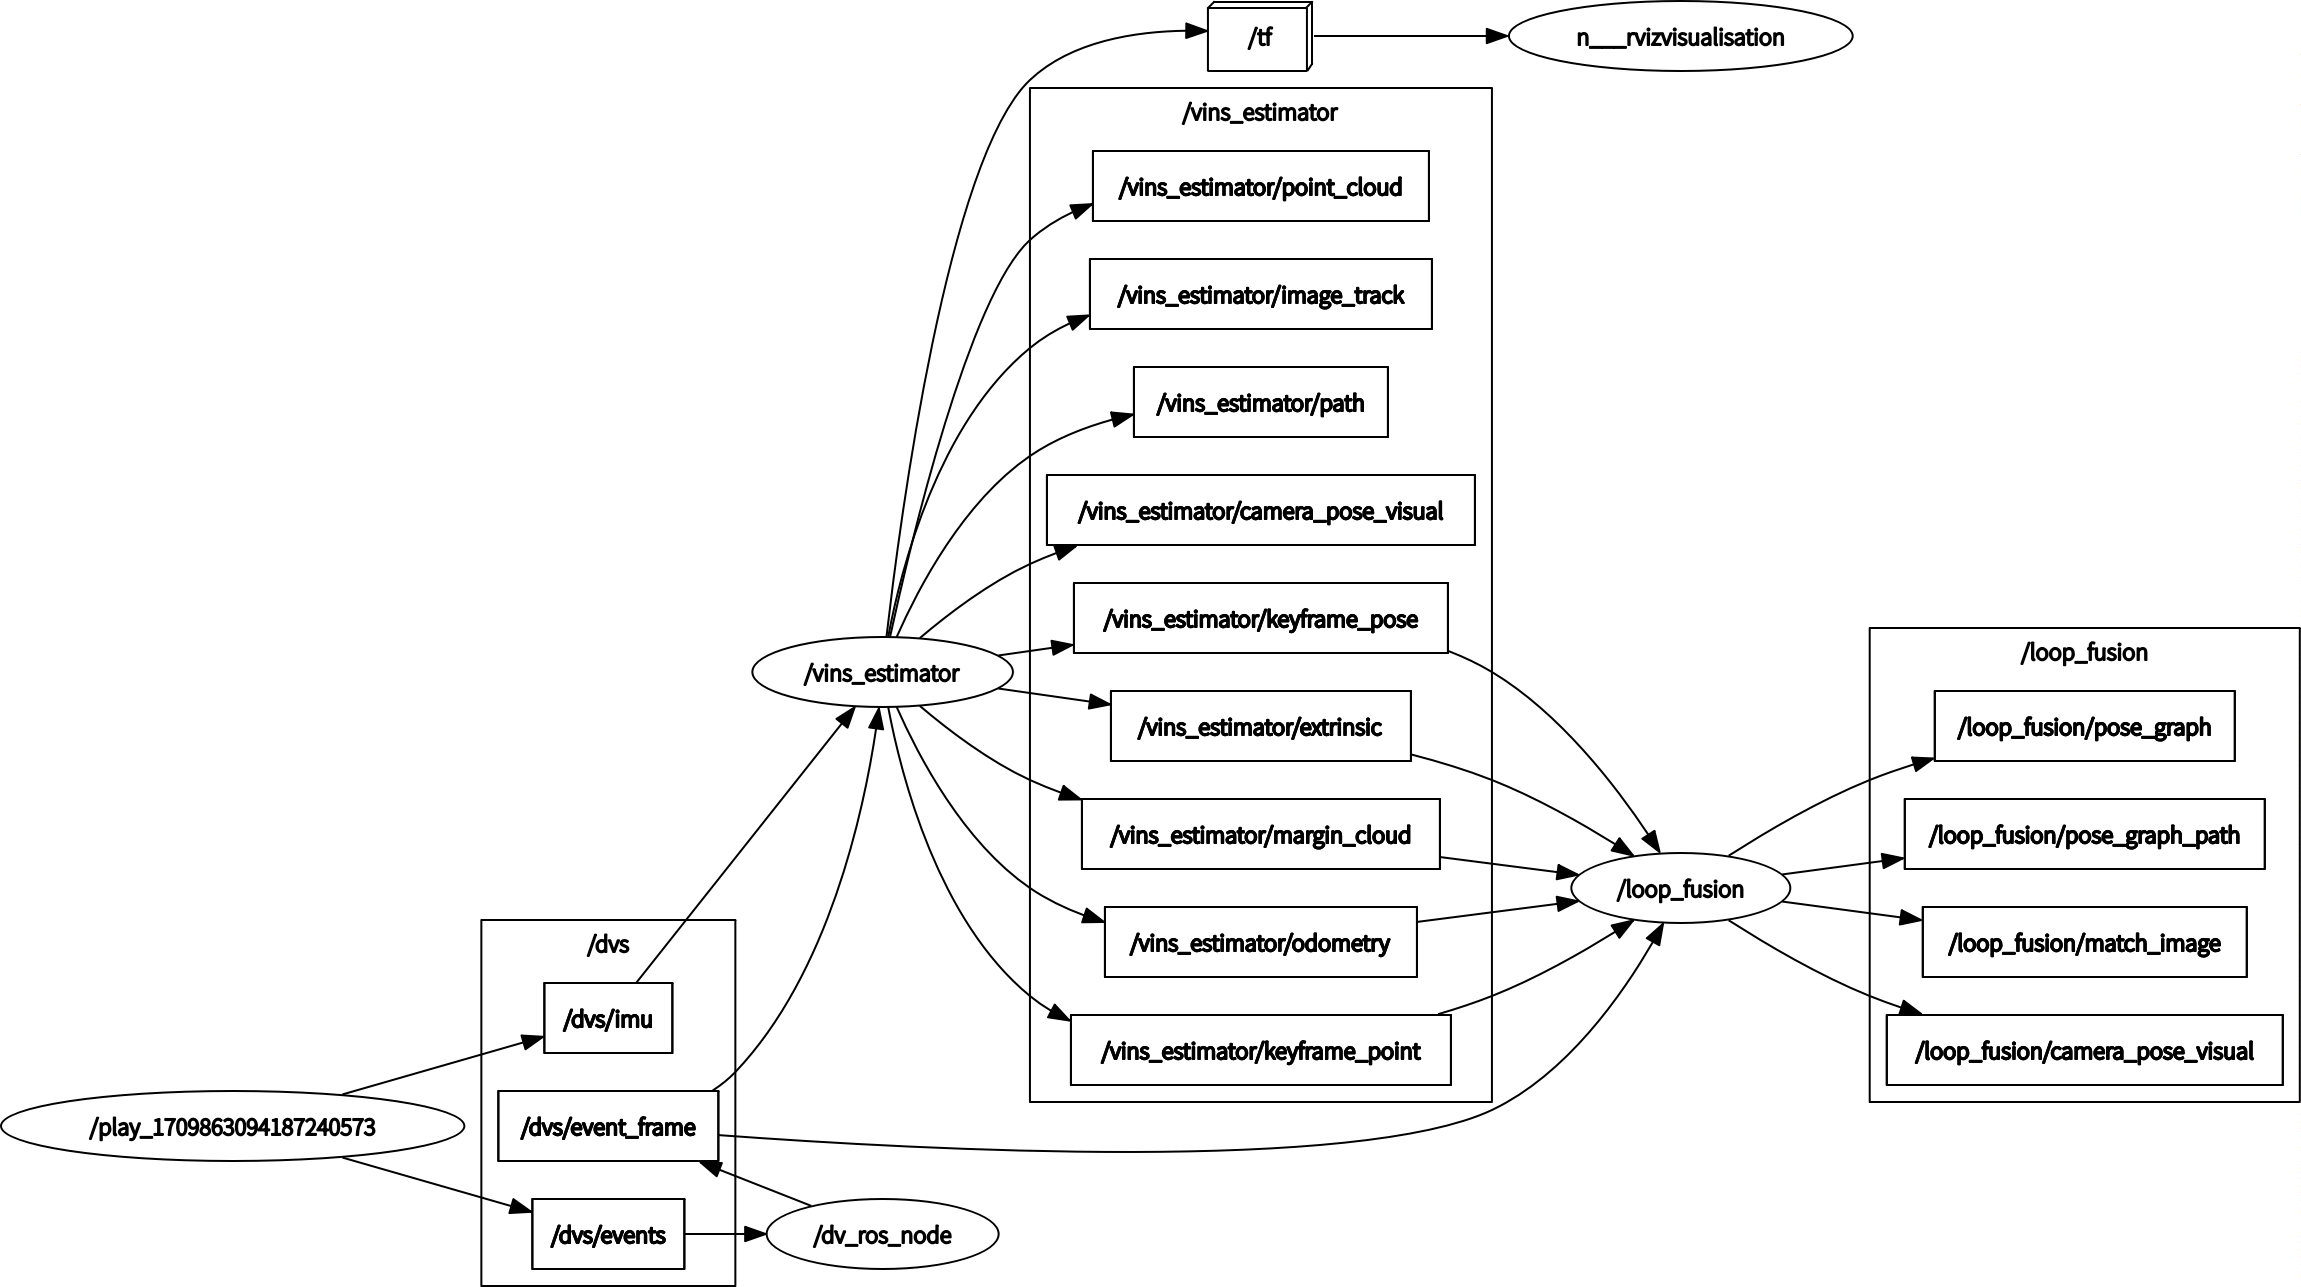 /tf
n___rvizvisualisation
/vins_estimator
/vins_estimator/point_cloud
/vins_estimator/image_track
/vins_estimator/path
/vins_estimator/camera_pose_visual
/vins_estimator/keyframe_pose
/vins_estimator/extrinsic
/vins_estimator/margin_cloud
/vins_estimator/odometry
/vins_estimator/keyframe_point
/vins_estimator
/dvs
/dvs/imu
/dvs/event_frame
/dvs/events
/play_1709863094187240573
/dv_ros_node
/loop_fusion
/loop_fusion
/loop_fusion/pose_graph
/loop_fusion/pose_graph_path
/loop_fusion/match_image
/loop_fusion/camera_pose_visual